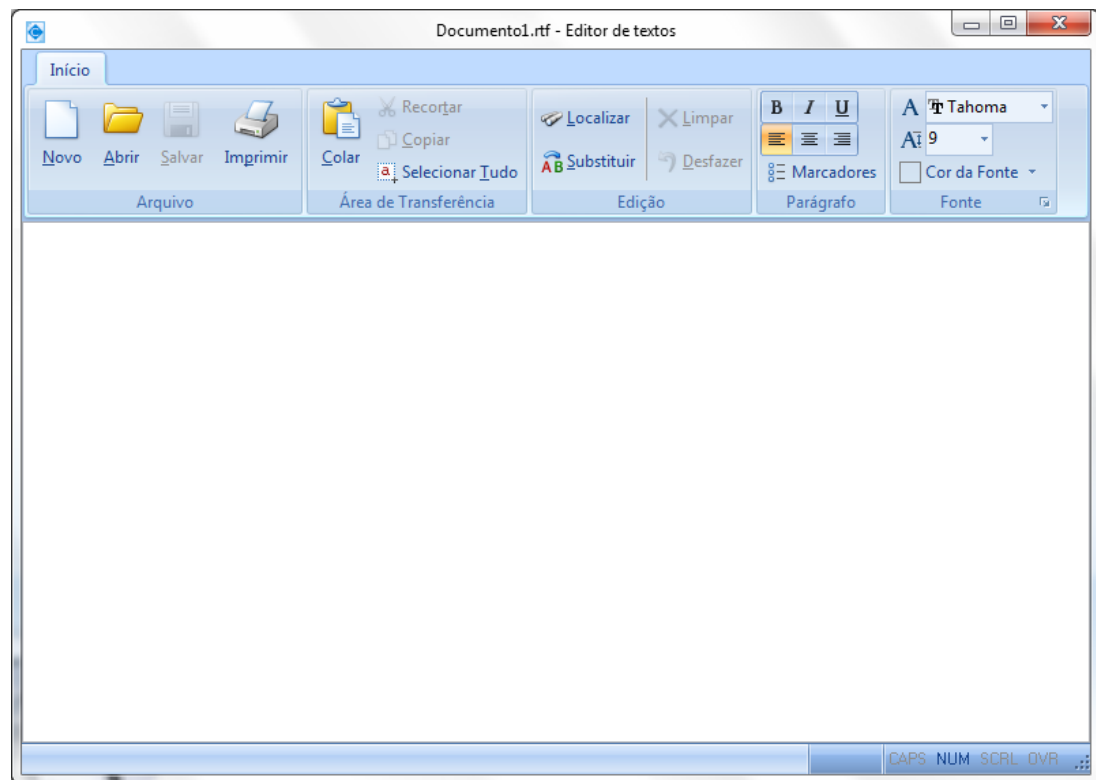 Documento1.rtf - Editor de textos
Início
Novo Abrir Salvar Imprimir
Arquivo
Colar
Recortar
Copiar
Selecionar Tudo
Área de Transferência
Localizar
Substituir
Limpar
Desfazer
Edição
B I U
Marcadores
Parágrafo
A Tahoma
A 9
Cor da Fonte
Fonte
CAPS NUM SCRL OVR